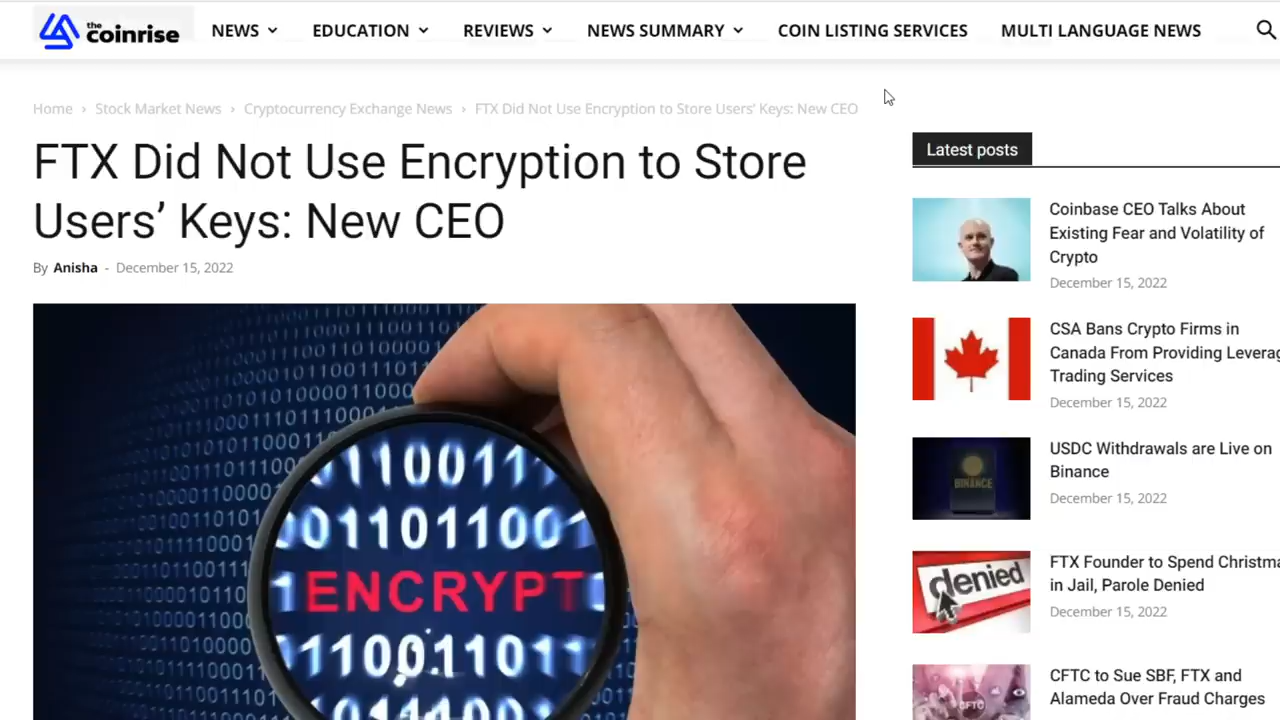 the
coinrise
NEWS
EDUCATION
REVIEWS
NEWS SUMMARY
COIN LISTING SERVICES
MULTI LANGUAGE NEWS
Home › Stock Market News › Cryptocurrency Exchange News › FTX Did Not Use Encryption to Store Users’ Keys: New CEO
FTX Did Not Use Encryption to Store
Users’ Keys: New CEO
By Anisha - December 15, 2022
ENCRYPT
Latest posts
Coinbase CEO Talks About
Existing Fear and Volatility of
Crypto
December 15, 2022
CSA Bans Crypto Firms in
Canada From Providing Leverag
Trading Services
December 15, 2022
BINANCE
USDC Withdrawals are Live on
Binance
December 15, 2022
denied
FTX Founder to Spend Christma
in Jail, Parole Denied
December 15, 2022
CFTC
CFTC to Sue SBF, FTX and
Alameda Over Fraud Charges